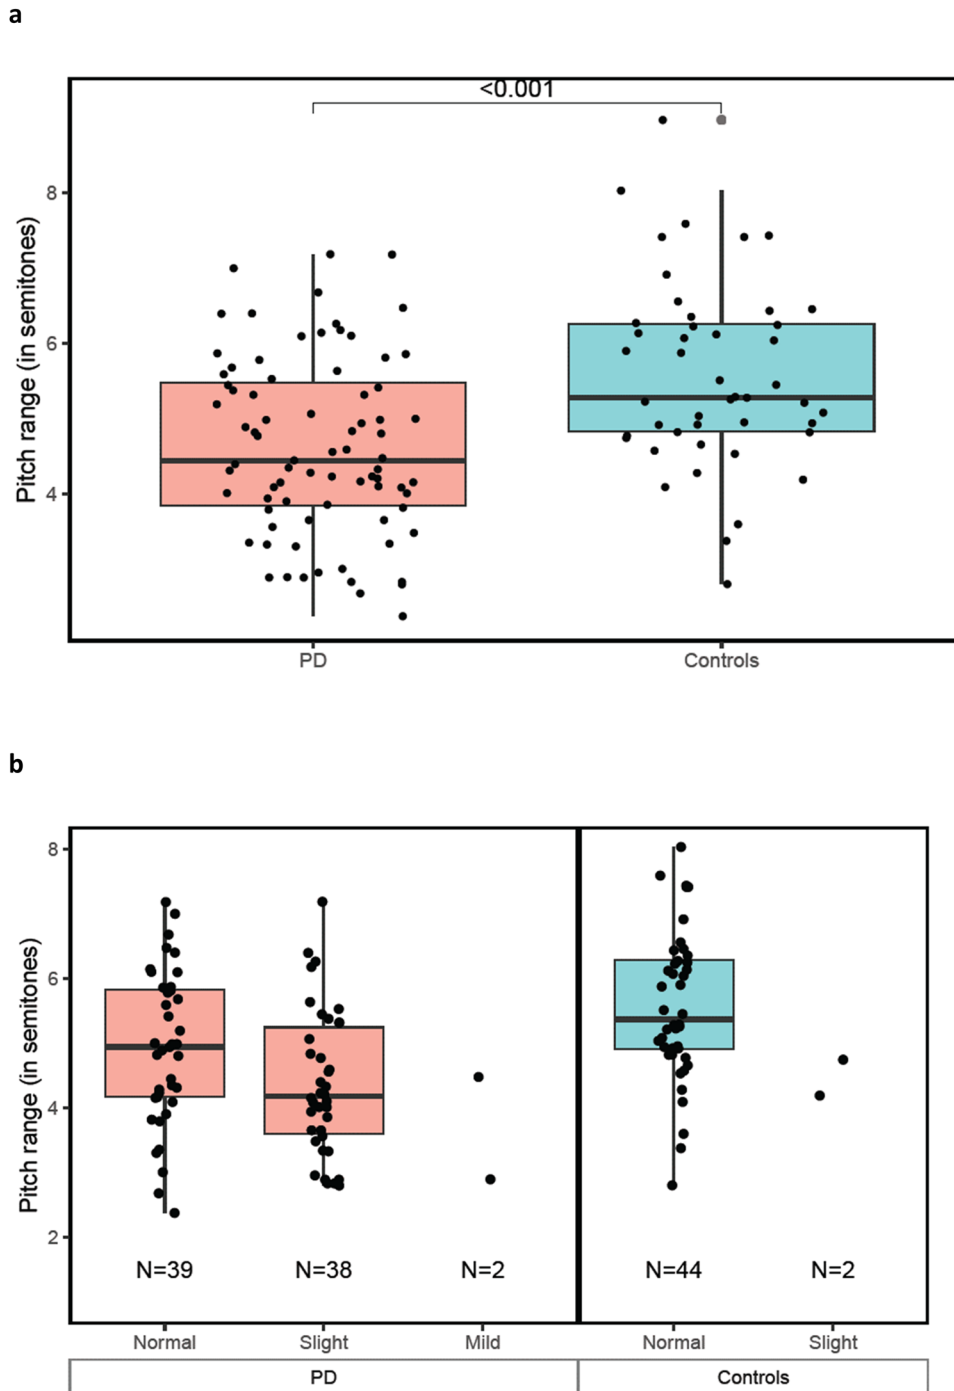 a
<0.001
Pitch range (in semitones)
8
6
4
PD
Controls
b
Pitch range (in semitones)
8
6
4
2
N=39
N=38
N=2
N=44
N=2
Normal
Slight
Mild
Normal
Slight
PD
Controls